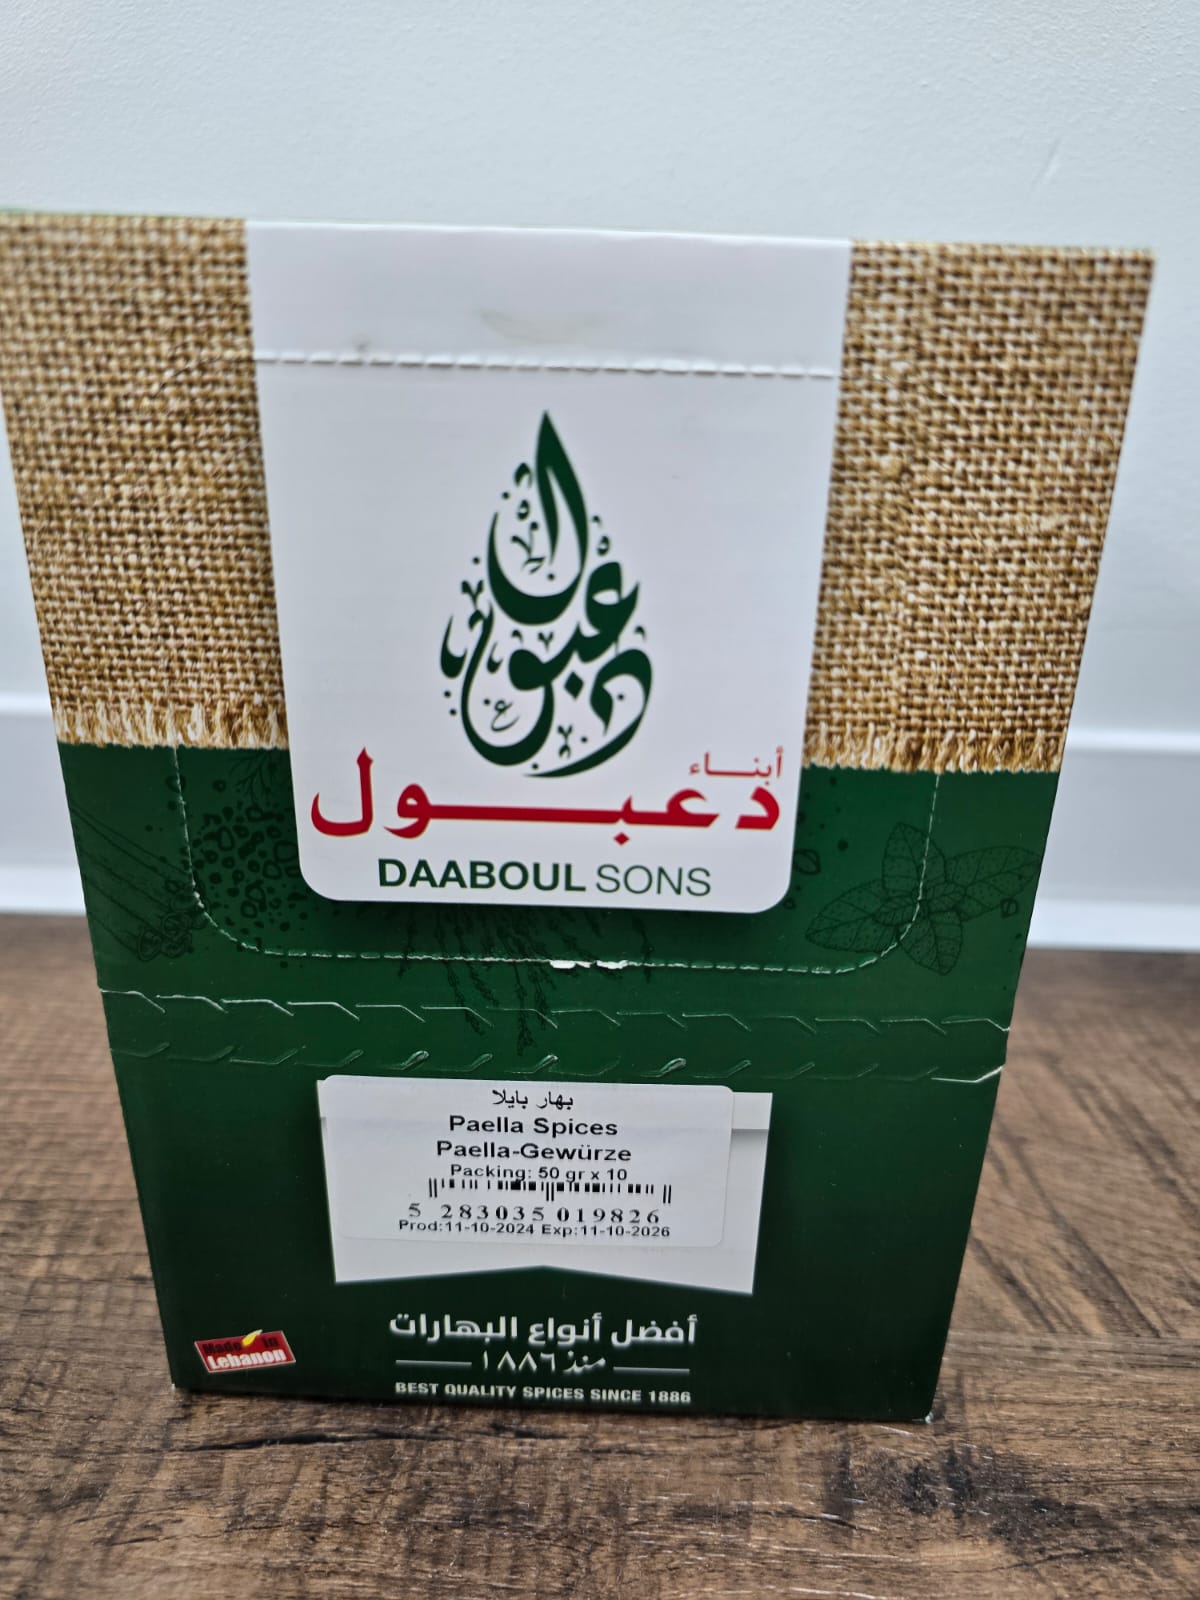 دعبول
أبناء
دعبــول
DAABOUL SONS
بهار بايلا
Paella Spices
Paella-Gewürze
Packing: 50 gr x 10
5 283035 019826
Prod:11-10-2024 Exp:11-10-2026
أفضل أنواع البهارات
منذ ١٨٨٦
BEST QUALITY SPICES SINCE 1886
Made in
Lebanon